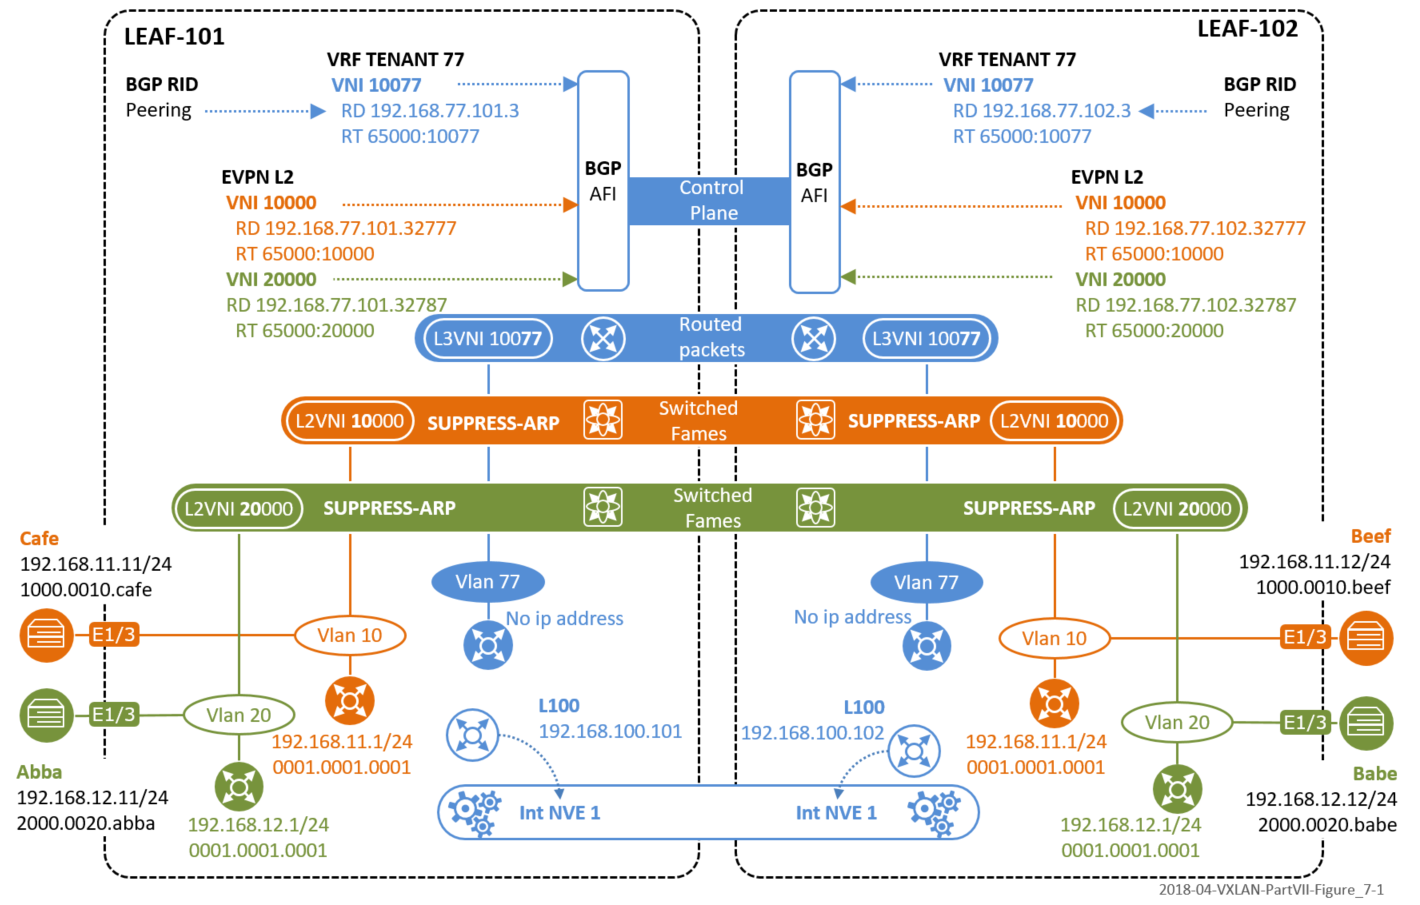 LEAF-101
VRF TENANT 77
VNI 10077
RD 192.168.77.101.3
RT 65000:10077
BGP RID
Peering
EVPN L2
VNI 10000
RD 192.168.77.101.32777
RT 65000:10000
VNI 20000
RD 192.168.77.101.32787
RT 65000:20000
BGP
AFI
Control
Plane
LEAF-102
VRF TENANT 77
VNI 10077
RD 192.168.77.102.3
RT 65000:10077
BGP RID
Peering
BGP
AFI
EVPN L2
VNI 10000
RD 192.168.77.102.32777
RT 65000:10000
VNI 20000
RD 192.168.77.102.32787
RT 65000:20000
L3VNI 10077
Routed
packets
L3VNI 10077
L2VNI 10000
SUPPRESS-ARP
Switched
Fames
SUPPRESS-ARP
L2VNI 10000
L2VNI 20000
SUPPRESS-ARP
Switched
Fames
SUPPRESS-ARP
L2VNI 20000
Cafe
192.168.11.11/24
1000.0010.cafe
E1/3
Vlan 10
192.168.11.1/24
0001.0001.0001
Vlan 77
No ip address
E1/3
Vlan 20
Abba
192.168.12.11/24
2000.0020.abba
192.168.12.1/24
0001.0001.0001
L100
192.168.100.101
Int NVE 1
Vlan 77
No ip address
L100
192.168.100.102
Int NVE 1
Beef
192.168.11.12/24
1000.0010.beef
Vlan 10
E1/3
192.168.11.1/24
0001.0001.0001
Vlan 20
E1/3
Babe
192.168.12.12/24
2000.0020.babe
192.168.12.1/24
0001.0001.0001
2018-04-VXLAN-PartVII-Figure_7-1